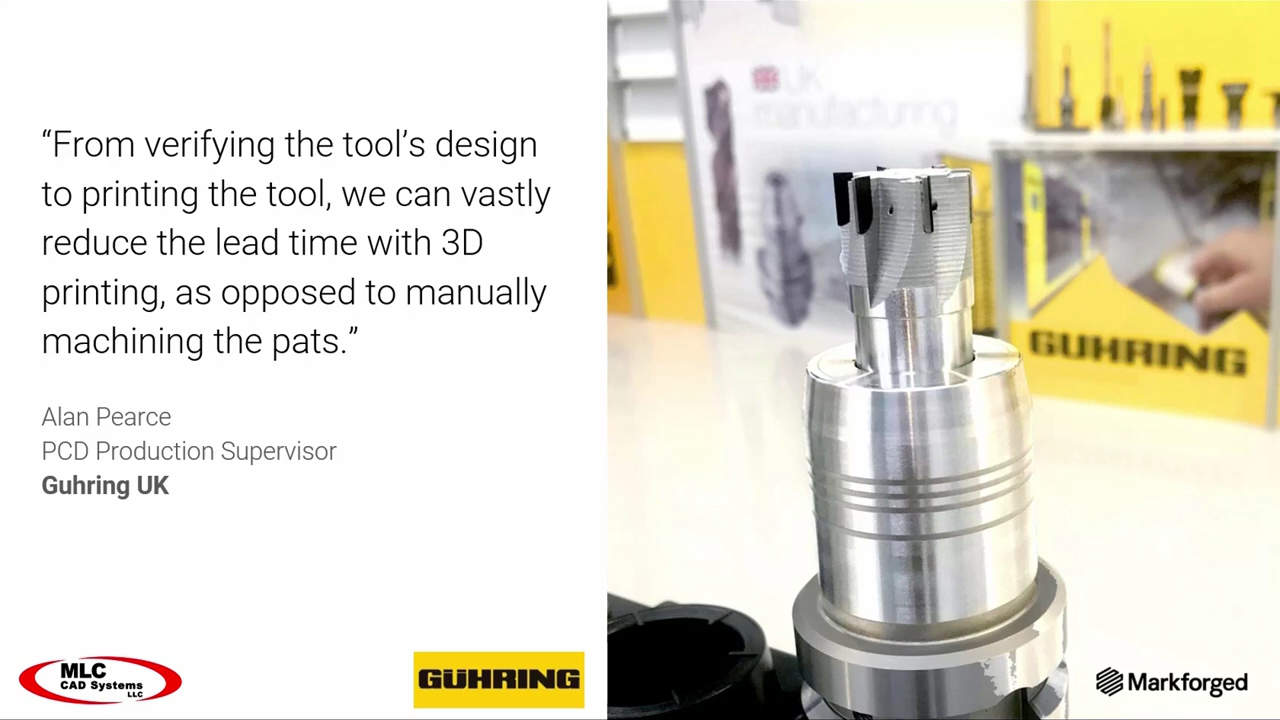 “From verifying the tool’s design
to printing the tool, we can vastly
reduce the lead time with 3D
printing, as opposed to manually
machining the pats.”
Alan Pearce
PCD Production Supervisor
Guhring UK
MLC
CAD Systems
LLC
GÜHRING
UK
manufacturing
GUHRING
Markforged